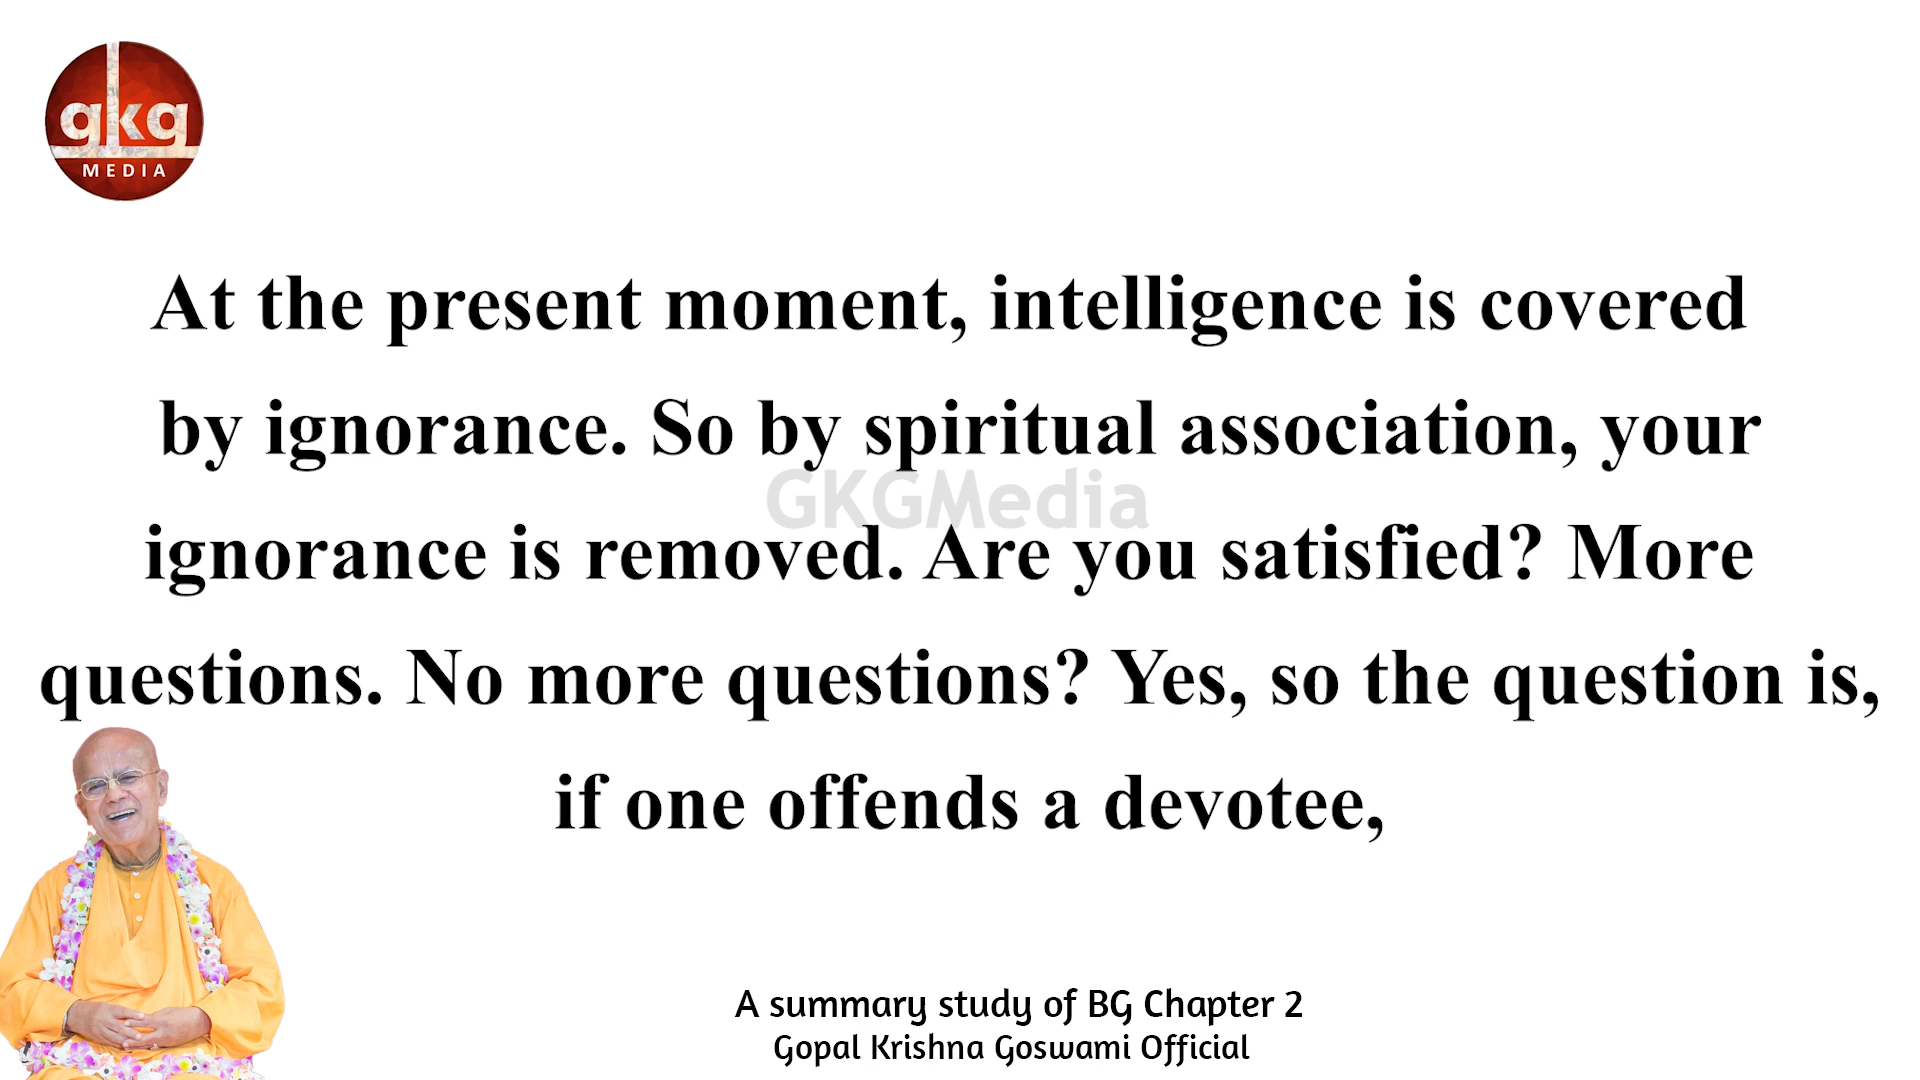 gkg
MEDIA
At the present moment, intelligence is covered
by ignorance. So by spiritual association, your
GKGMedia
ignorance is removed. Are you satisfied? More
questions. No more questions? Yes, so the question is,
if one offends a devotee,
A summary study of BG Chapter 2
Gopal Krishna Goswami Official